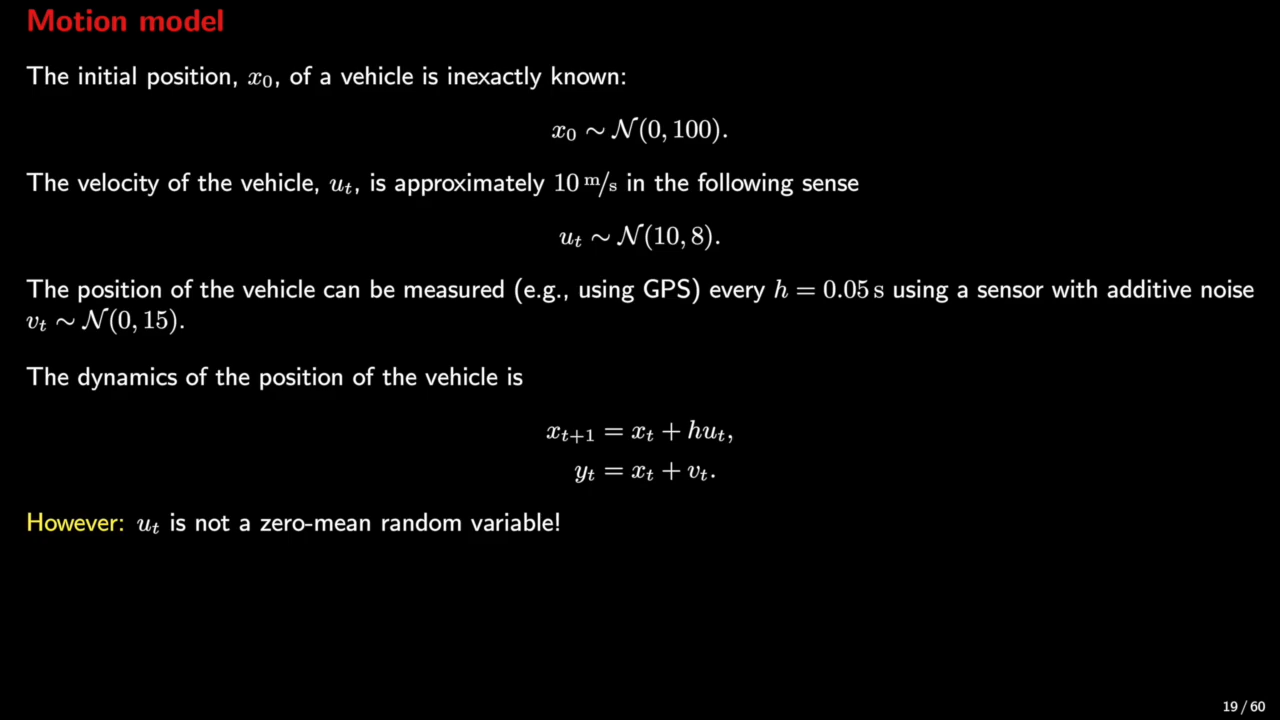 Motion model
The initial position, x₀, of a vehicle is inexactly known:
x₀ ∼ 𝒩(0, 100).
The velocity of the vehicle, uₜ, is approximately 10 m/s in the following sense
uₜ ∼ 𝒩(10, 8).
The position of the vehicle can be measured (e.g., using GPS) every h = 0.05 s using a sensor with additive noise
vₜ ∼ 𝒩(0, 15).
The dynamics of the position of the vehicle is
xₜ₊₁ = xₜ + huₜ,
yₜ = xₜ + vₜ.
However: uₜ is not a zero-mean random variable!
19 / 60